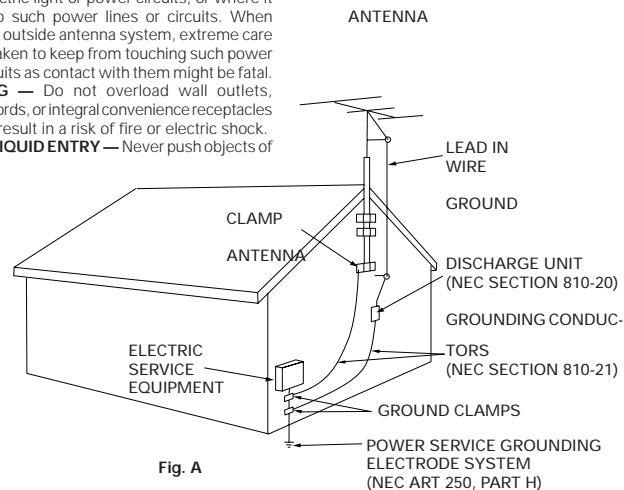 etric light or power circuits, or where it
o such power lines or circuits. When
outside antenna system, extreme care
aken to keep from touching such power
uits as contact with them might be fatal.
G — Do not overload wall outlets,
ords, or integral convenience receptacles
result in a risk of fire or electric shock.
IQUID ENTRY — Never push objects of
ANTENNA
LEAD IN
WIRE
GROUND
CLAMP
ANTENNA
DISCHARGE UNIT
(NEC SECTION 810-20)
GROUNDING CONDUC-
TORS
(NEC SECTION 810-21)
ELECTRIC
SERVICE
EQUIPMENT
GROUND CLAMPS
POWER SERVICE GROUNDING
ELECTRODE SYSTEM
(NEC ART 250, PART H)
Fig. A